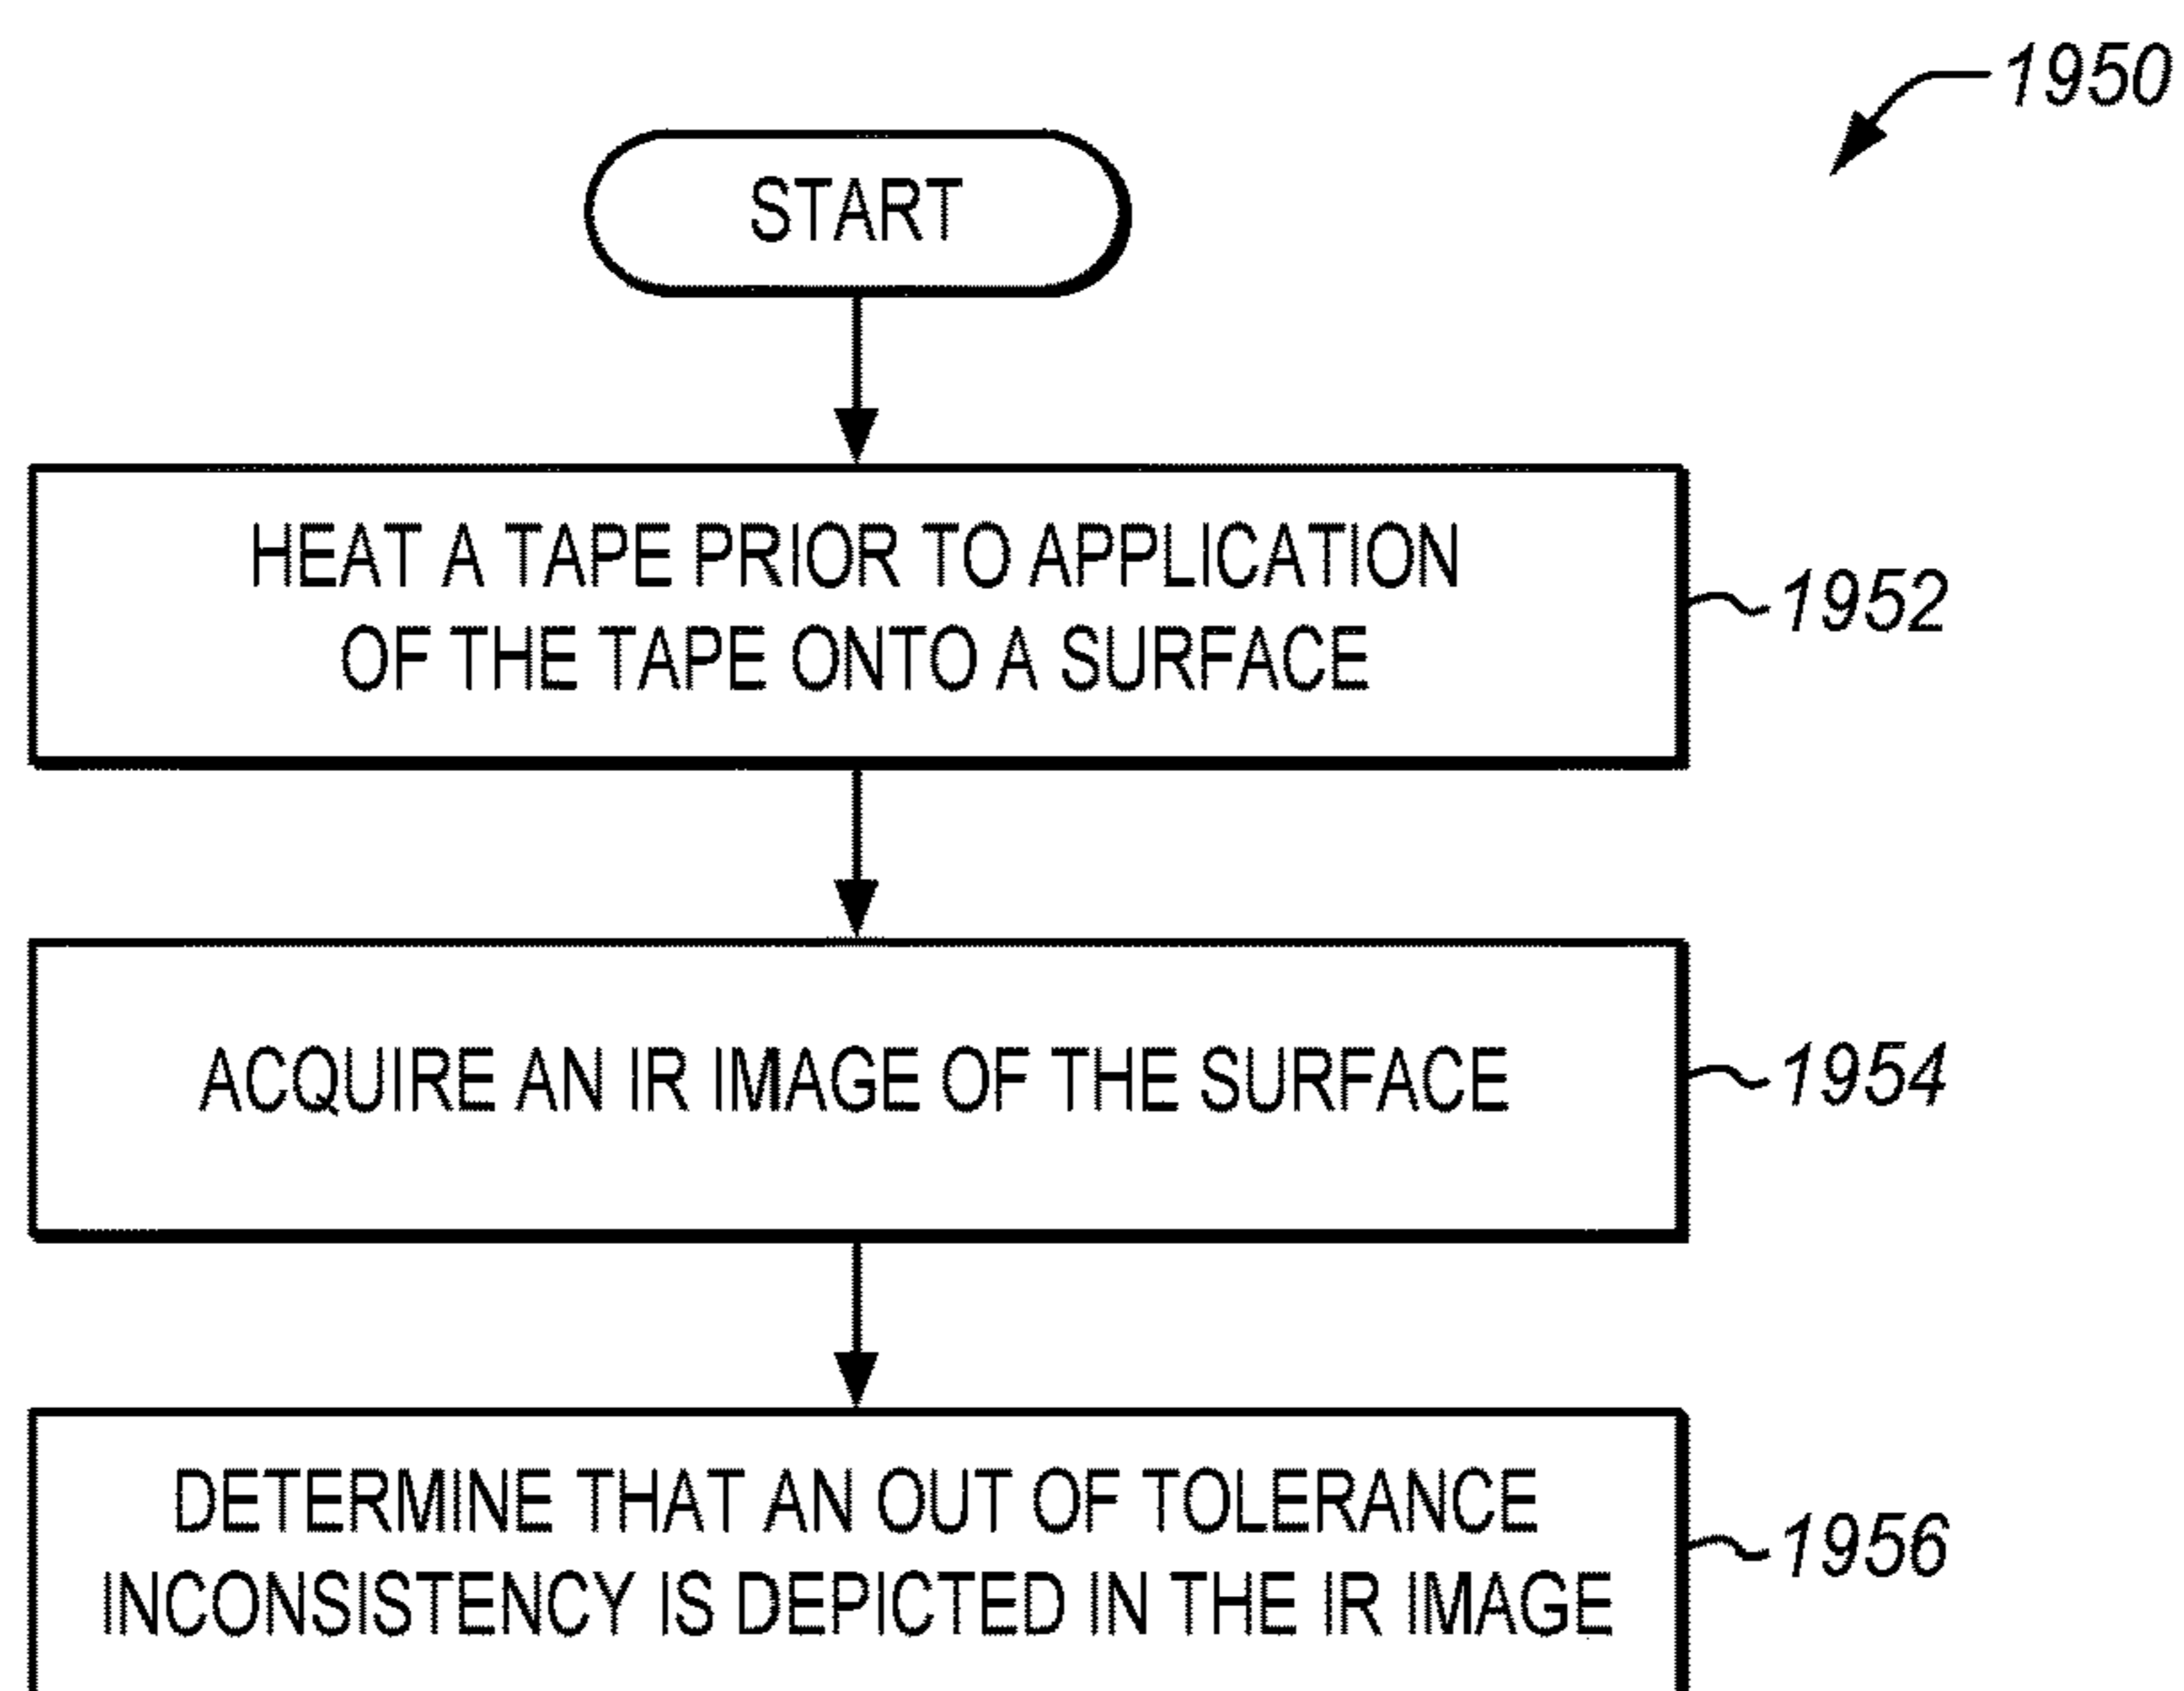 1950
START
HEAT A TAPE PRIOR TO APPLICATION
OF THE TAPE ONTO A SURFACE
1952
ACQUIRE AN IR IMAGE OF THE SURFACE
1954
DETERMINE THAT AN OUT OF TOLERANCE
INCONSISTENCY IS DEPICTED IN THE IR IMAGE
1956